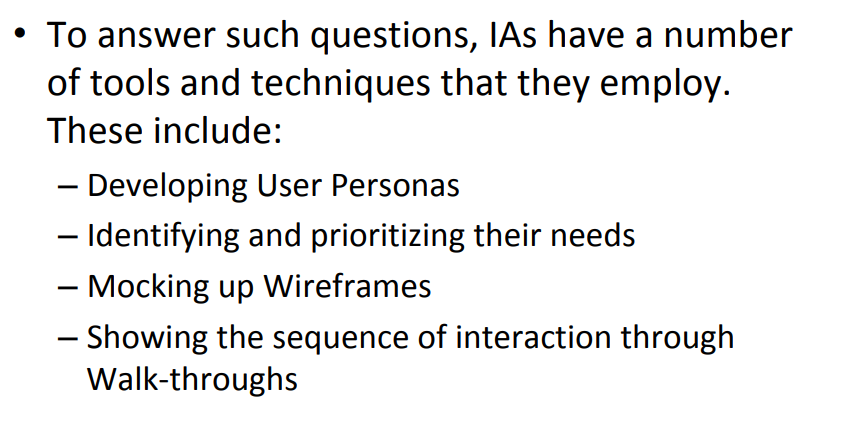 • To answer such questions, IAs have a number
of tools and techniques that they employ.
These include:
– Developing User Personas
– Identifying and prioritizing their needs
– Mocking up Wireframes
– Showing the sequence of interaction through
Walk-throughs